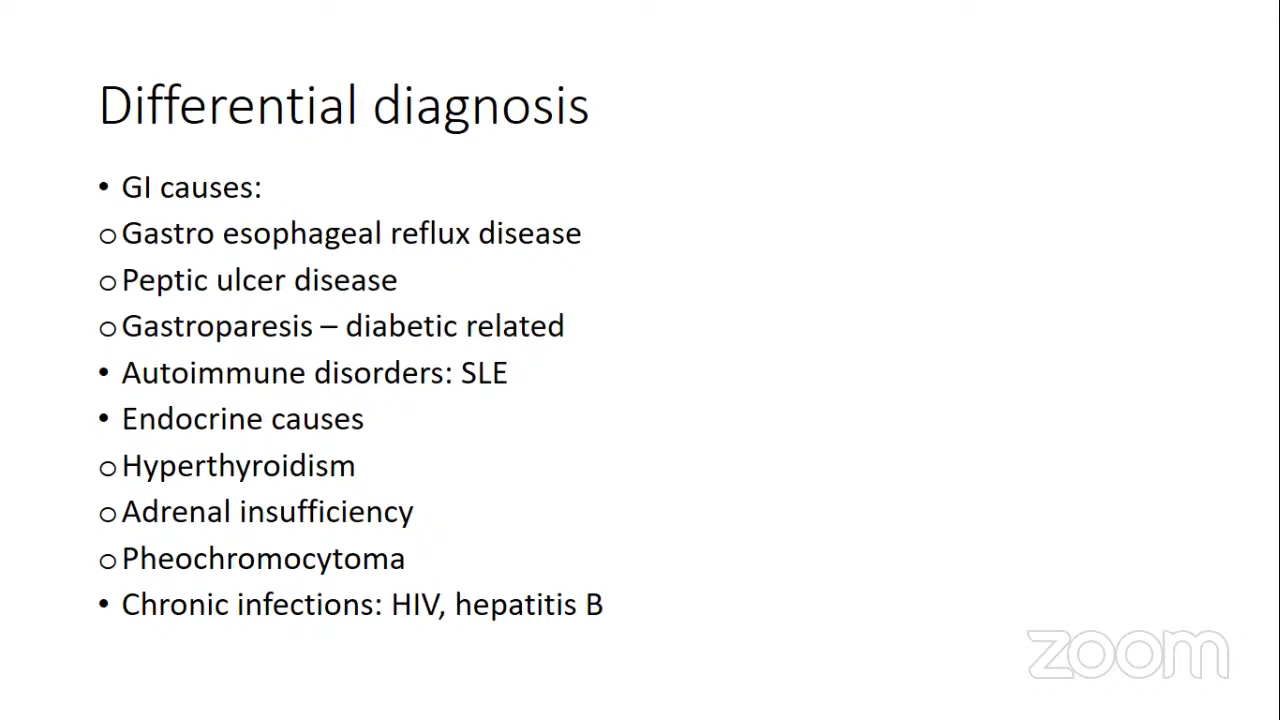 Differential diagnosis
• GI causes:
o Gastro esophageal reflux disease
o Peptic ulcer disease
o Gastroparesis – diabetic related
• Autoimmune disorders: SLE
• Endocrine causes
o Hyperthyroidism
o Adrenal insufficiency
o Pheochromocytoma
• Chronic infections: HIV, hepatitis B
zoom